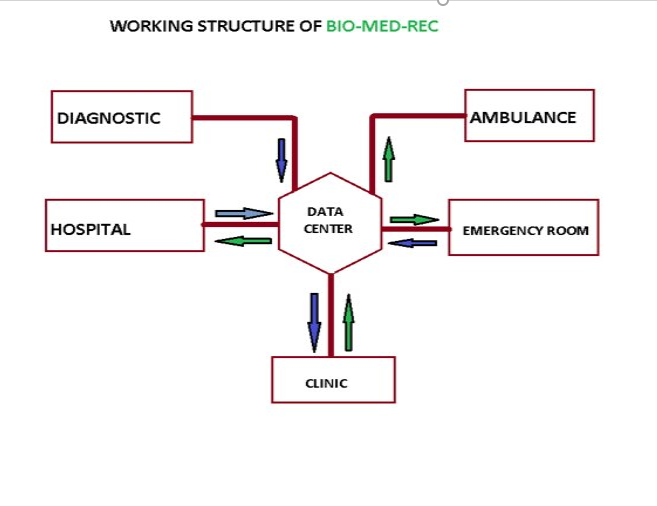 WORKING STRUCTURE OF BIO-MED-REC
DIAGNOSTIC
AMBULANCE
HOSPITAL
DATA
CENTER
EMERGENCY ROOM
CLINIC